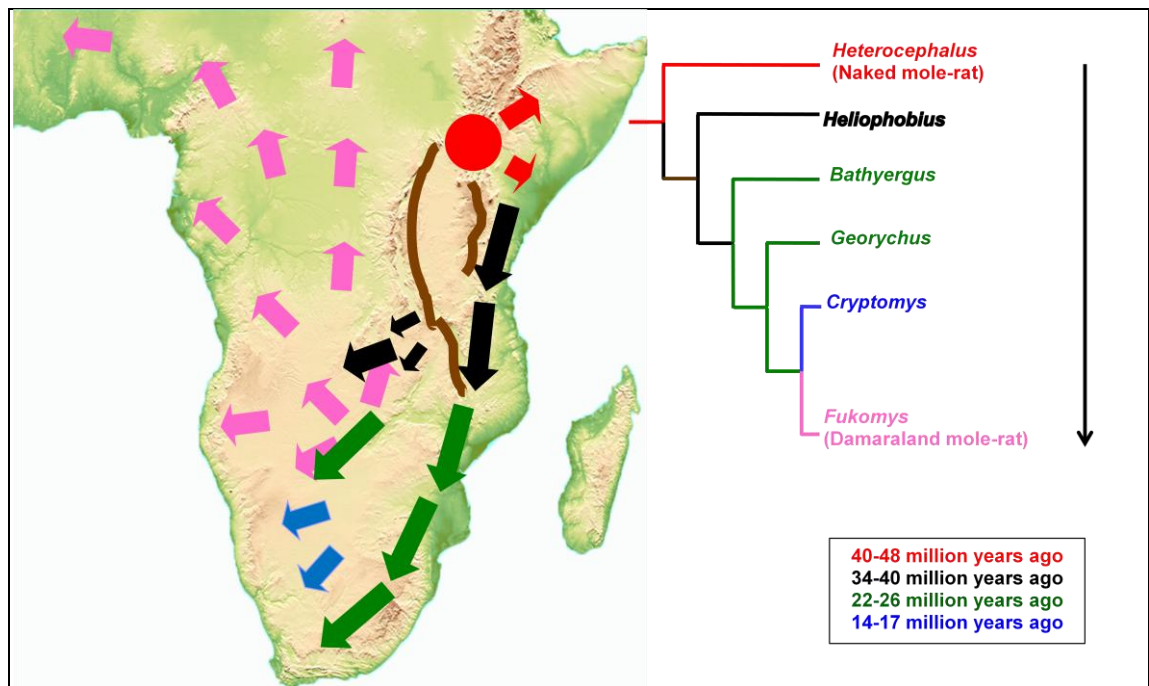 Heterocephalus
(Naked mole-rat)
Heliophobius
Bathyergus
Georychus
Cryptomys
Fukomys
(Damaraland mole-rat)
40-48 million years ago
34-40 million years ago
22-26 million years ago
14-17 million years ago